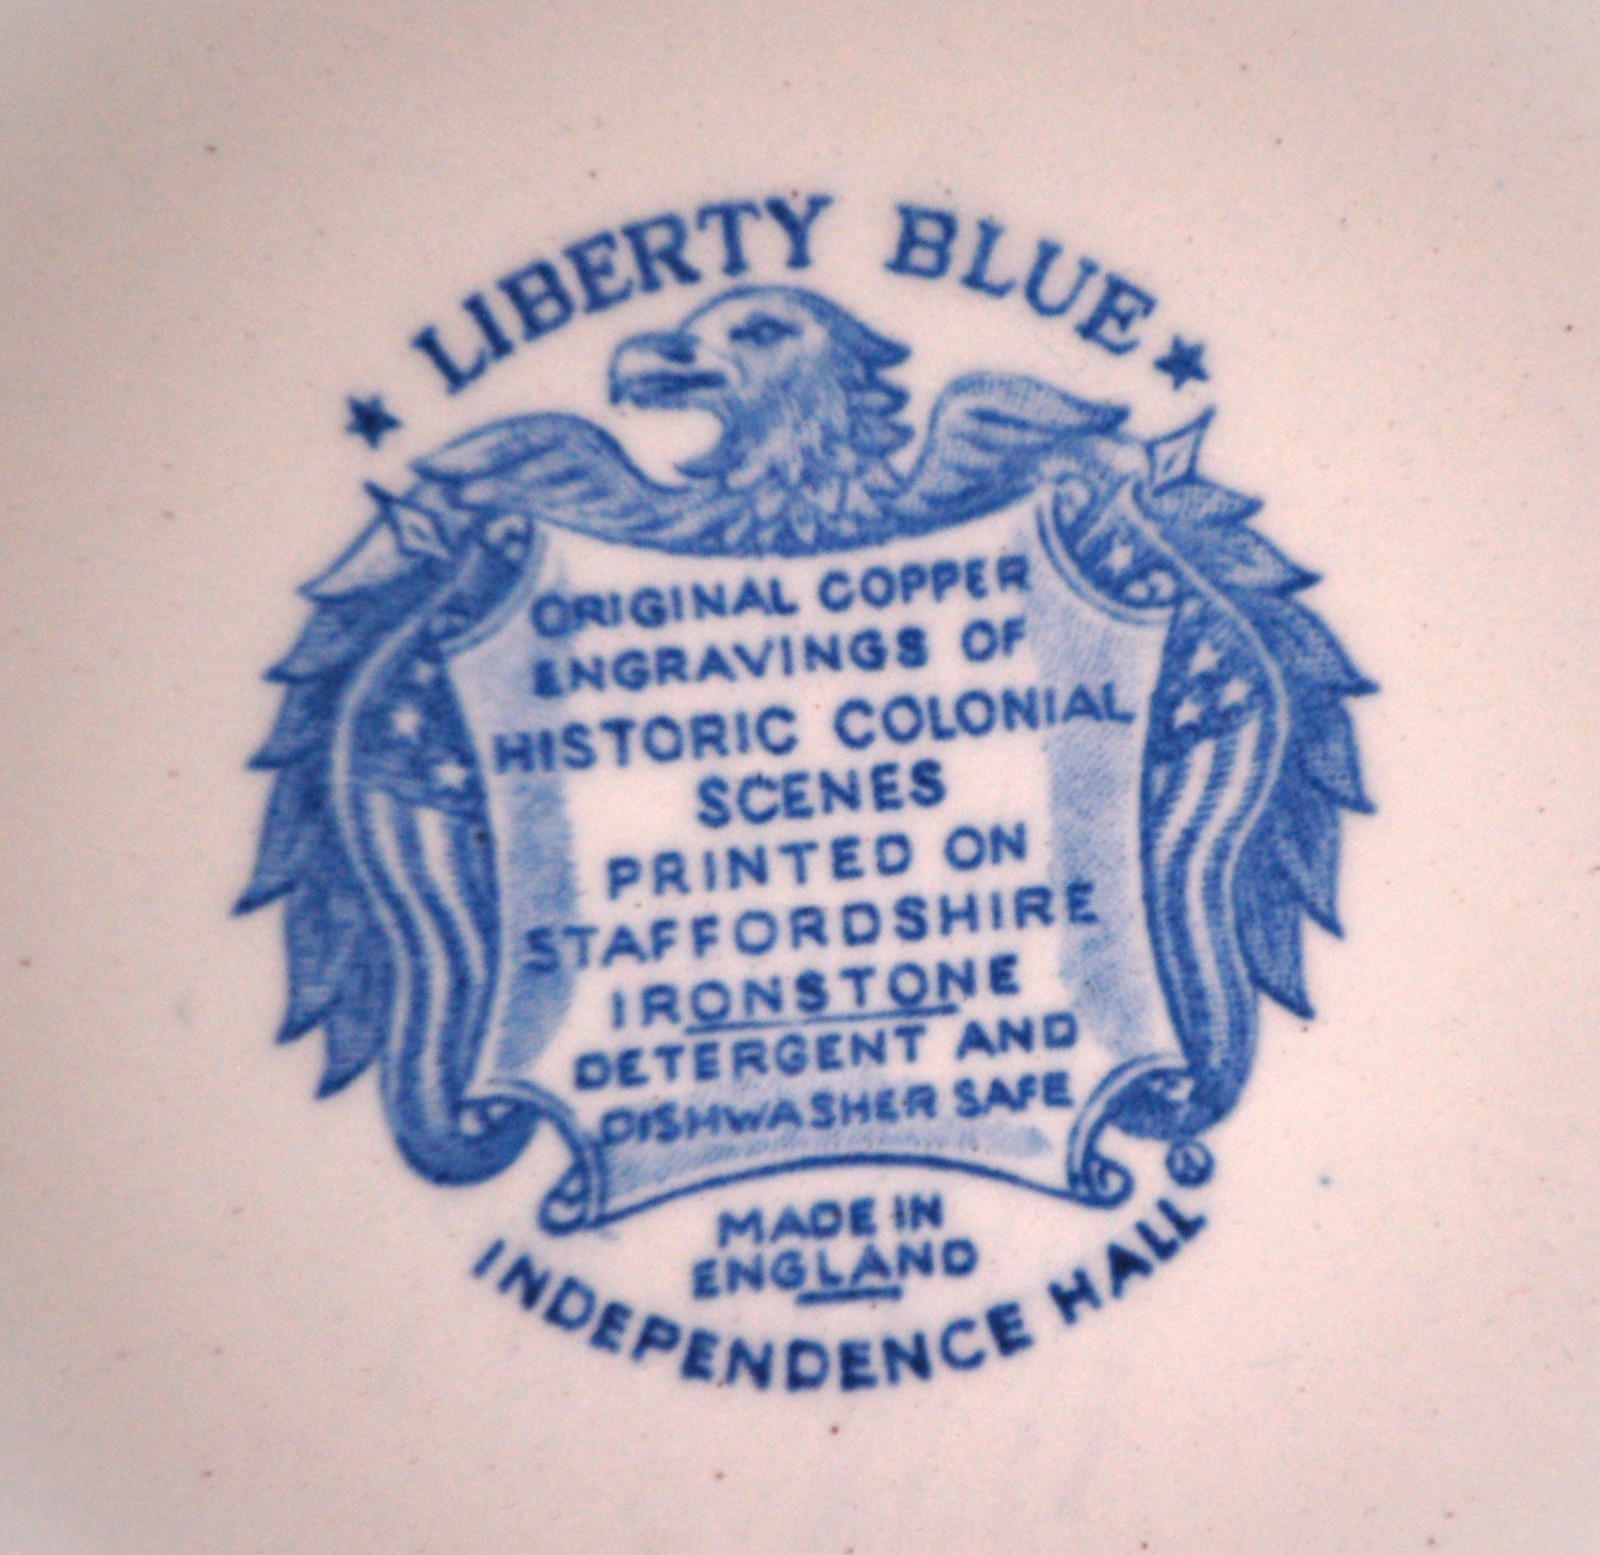 LIBERTY BLUE
ORIGINAL COPPER
ENGRAVINGS OF
HISTORIC COLONIAL
SCENES
PRINTED ON
STAFFORDSHIRE
IRONSTONE
DETERGENT AND
DISHWASHER SAFE
MADE IN
ENGLAND
INDEPENDENCE HALL ®